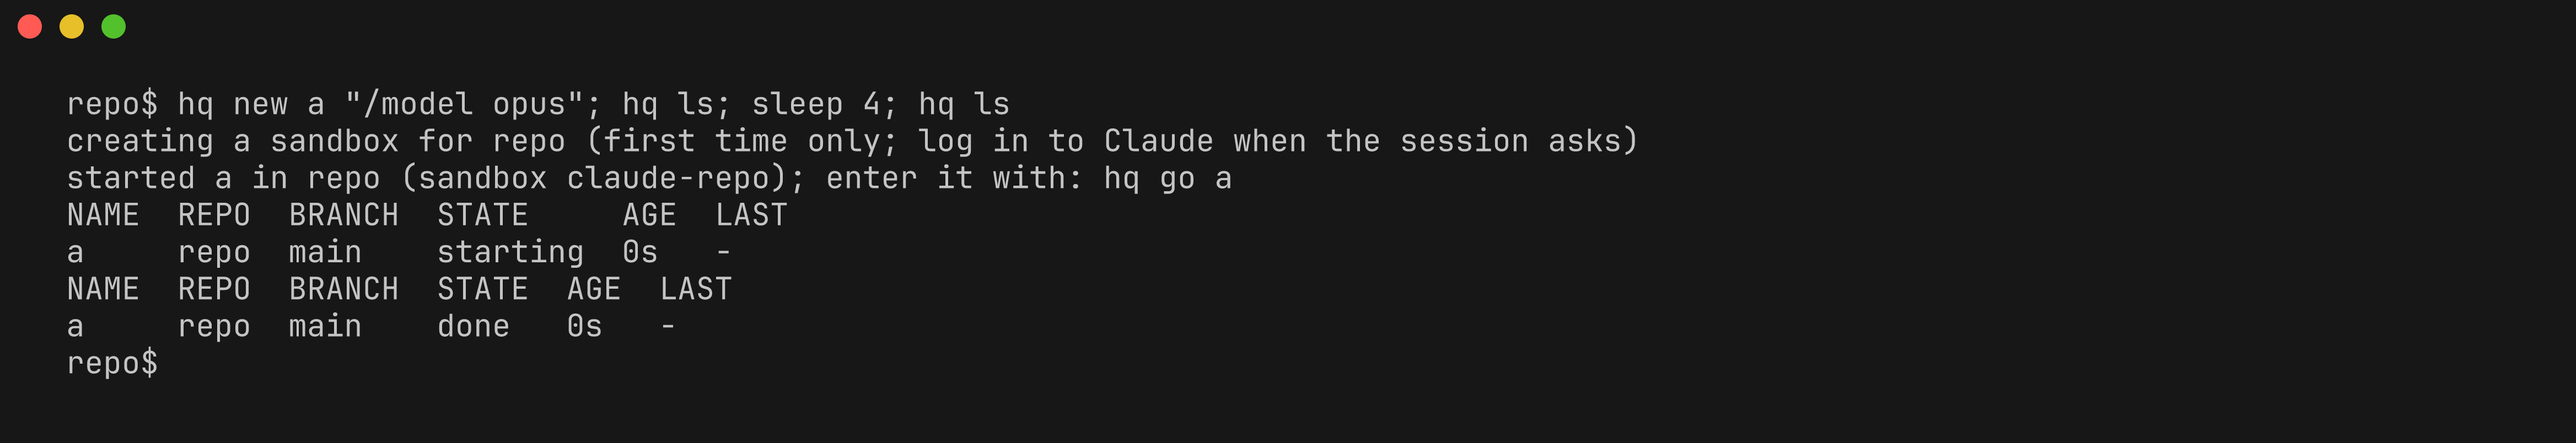 repo$ hq new a "/model opus"; hq ls; sleep 4; hq ls
creating a sandbox for repo (first time only; log in to Claude when the session asks)
started a in repo (sandbox claude-repo); enter it with: hq go a
NAME  REPO  BRANCH  STATE     AGE  LAST
a     repo  main    starting  0s   -
NAME  REPO  BRANCH  STATE  AGE  LAST
a     repo  main    done   0s   -
repo$